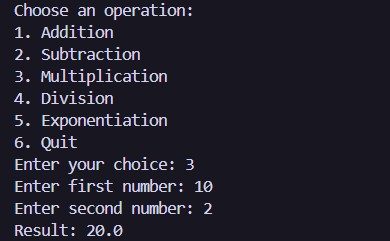 Choose an operation:
1. Addition
2. Subtraction
3. Multiplication
4. Division
5. Exponentiation
6. Quit
Enter your choice: 3
Enter first number: 10
Enter second number: 2
Result: 20.0